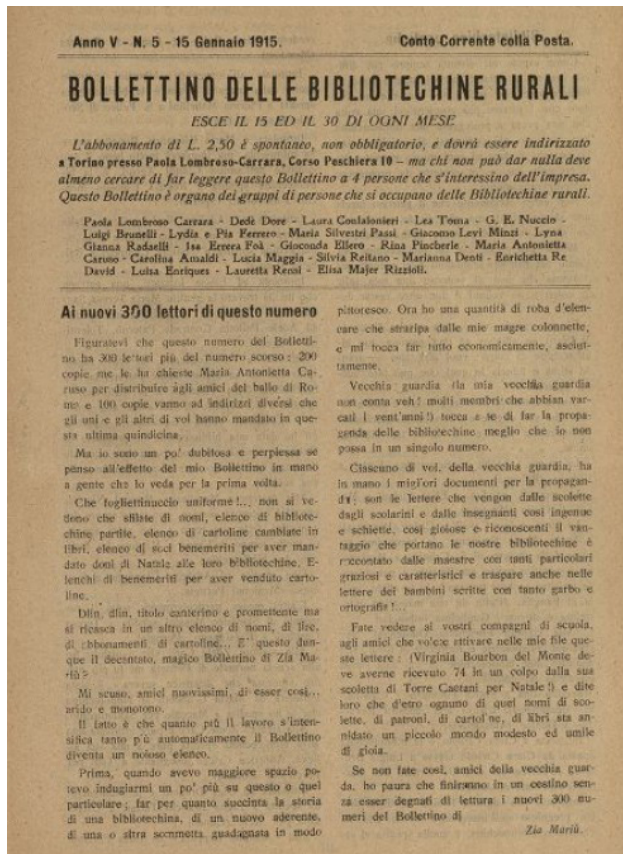 Anno V - N. 5 - 15 Gennaio 1915.
Conto Corrente colla Posta.
BOLLETTINO DELLE BIBLIOTECHINE RURALI
ESCE IL 15 ED IL 30 DI OGNI MESE
L'abbonamento di L. 2,50 è spontaneo, non obbligatorio, e dovrà essere indirizzato
a Torino presso Paola Lombroso-Carrara, Corso Peschiera 10 – ma chi non può dar nulla deve
almeno cercare di far leggere questo Bollettino a 4 persone che s'interessino dell'impresa.
Questo Bollettino è organo dei gruppi di persone che si occupano delle Bibliotechine rurali.
Paola Lombroso Carrara - Dedè Dore - Laura Confalonieri - Lea Toma - G. E. Nuccio -
Luigi Brunelli - Lydia e Pia Ferrero - Maria Silvestri Passi - Giacomo Levi Minzi - Lyna
Gianna Radaelli - Isa Errera Foà - Gioconda Ellero - Rina Pincherle - Maria Antonietta
Caruso - Carolina Amaldi - Lucia Maggia - Silvia Reitano - Marianna Denti - Enrichetta Re
David - Luisa Enriques - Lauretta Rensi - Elisa Majer Rizzioli.
Ai nuovi 300 lettori di questo numero
Figuratevi che questo numero del Bolletti-
no ha 300 lettori più del numero scorso: 200
copie me le ha chieste Maria Antonietta Ca-
ruso per distribuire agli amici del ballo di Ro-
ma e 100 copie vanno ad indirizzi diversi che
gli uni e gli altri di voi hanno mandato in que-
sta ultima quindicina.
Ma io sono un po' dubitosa e perplessa se
penso all'effetto del mio Bollettino in mano
a gente che lo veda per la prima volta.
Che fogliettinuccio uniforme!... non si ve-
dono che sfilate di nomi, elenco di bibliote-
chine partite, elenco di cartoline cambiate in
libri, elenco di soci benemeriti per aver man-
dato doni di Natale alle loro bibliotechine. E-
lenchi di benemeriti per aver venduto carto-
line.
Dlin, dlin, titolo canterino e promettente ma
si ricasca in un altro elenco di nomi, di lire,
di abbonamenti di cartoline... E' questo dun-
que il decantato, magico Bollettino di Zia Ma-
riù?
Mi scuso, amici nuovissimi, di esser così...
arido e monotono.
Il fatto è che quanto più il lavoro s'inten-
sifica tanto più automaticamente il Bollettino
diventa un noioso elenco.
Prima, quando avevo maggiore spazio po-
tevo indugiarmi un po' più su questo o quel
particolare; far per quanto succinta la storia
di una bibliotechina, di un nuovo aderente,
di una o altra sommetta guadagnata in modo
pittoresco. Ora ho una quantità di roba d'elen-
care che straripa dalle mie magre colonnette,
e mi tocca far tutto economicamente, asciut-
tamente.
Vecchia guardia (la mia vecchia guardia
non conta veh! molti membri che abbian var-
cati i vent'anni!) tocca a te di far la propa-
ganda delle bibliotechine meglio che io non
possa in un singolo numero.
Ciascuno di voi, della vecchia guardia, ha
in mano i migliori documenti per la propagan-
da: son le lettere che vengon dalle scolette
dagli scolarini e dalle insegnanti così ingenue
e schiette, così gioiose e riconoscenti il van-
taggio che portano le nostre bibliotechine è
raccontato dalle maestre con tanti particolari
graziosi e caratteristici e traspare anche nelle
lettere dei bambini scritte con tanto garbo e
ortografia!...
Fate vedere ai vostri compagni di scuola,
agli amici che volete attivare nelle mie file que-
ste lettere: (Virginia Bourbon del Monte de-
ve averne ricevuto 74 in un colpo dalla sua
scoletta di Torre Caetani per Natale!) e dite
loro che d'etro ognuno di quei nomi di sco-
lette, di patroni, di cartoline, di libri sta an-
nidato un piccolo mondo modesto ed umile
di gioia.
Se non fate così, amici della vecchia guar-
da, ho paura che finiranno in un cestino sen-
za esser degnati di lettura i nuovi 300 nu-
meri del Bollettino di
Zia Mariù.